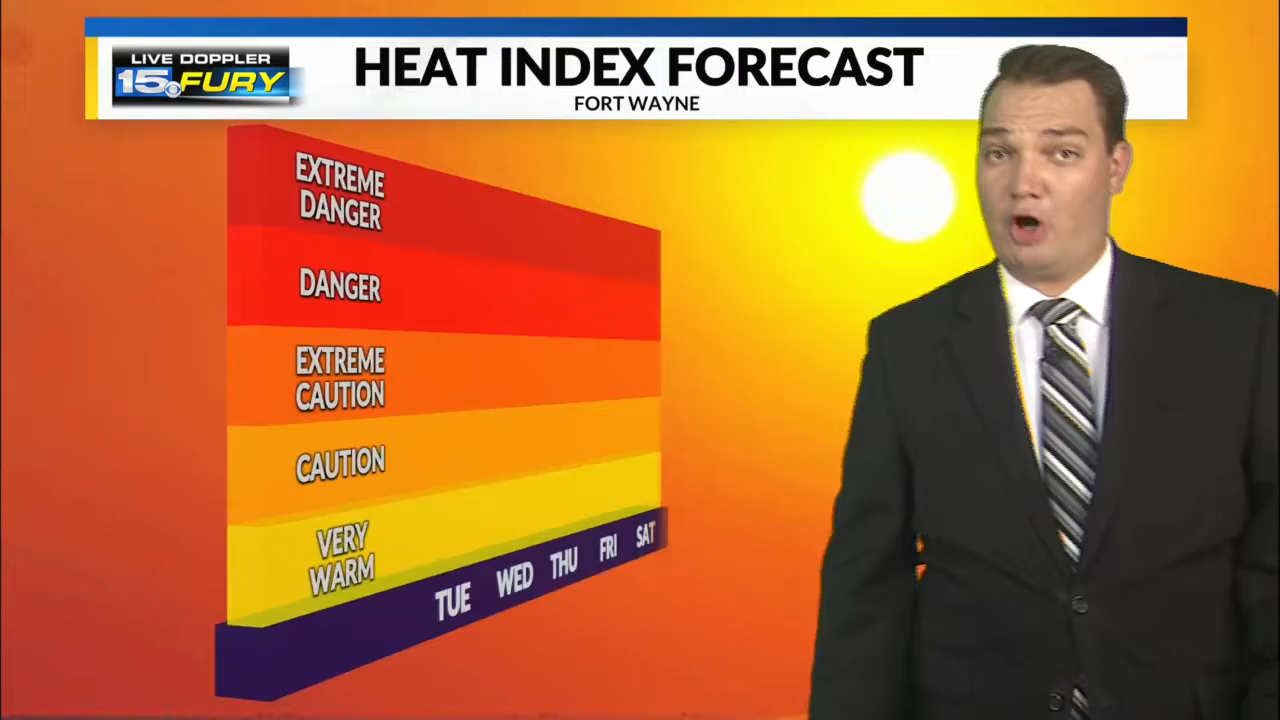 LIVE DOPPLER
15 FURY
HEAT INDEX FORECAST
FORT WAYNE
EXTREME
DANGER
DANGER
EXTREME
CAUTION
CAUTION
VERY
WARM
TUE WED THU FRI SAT